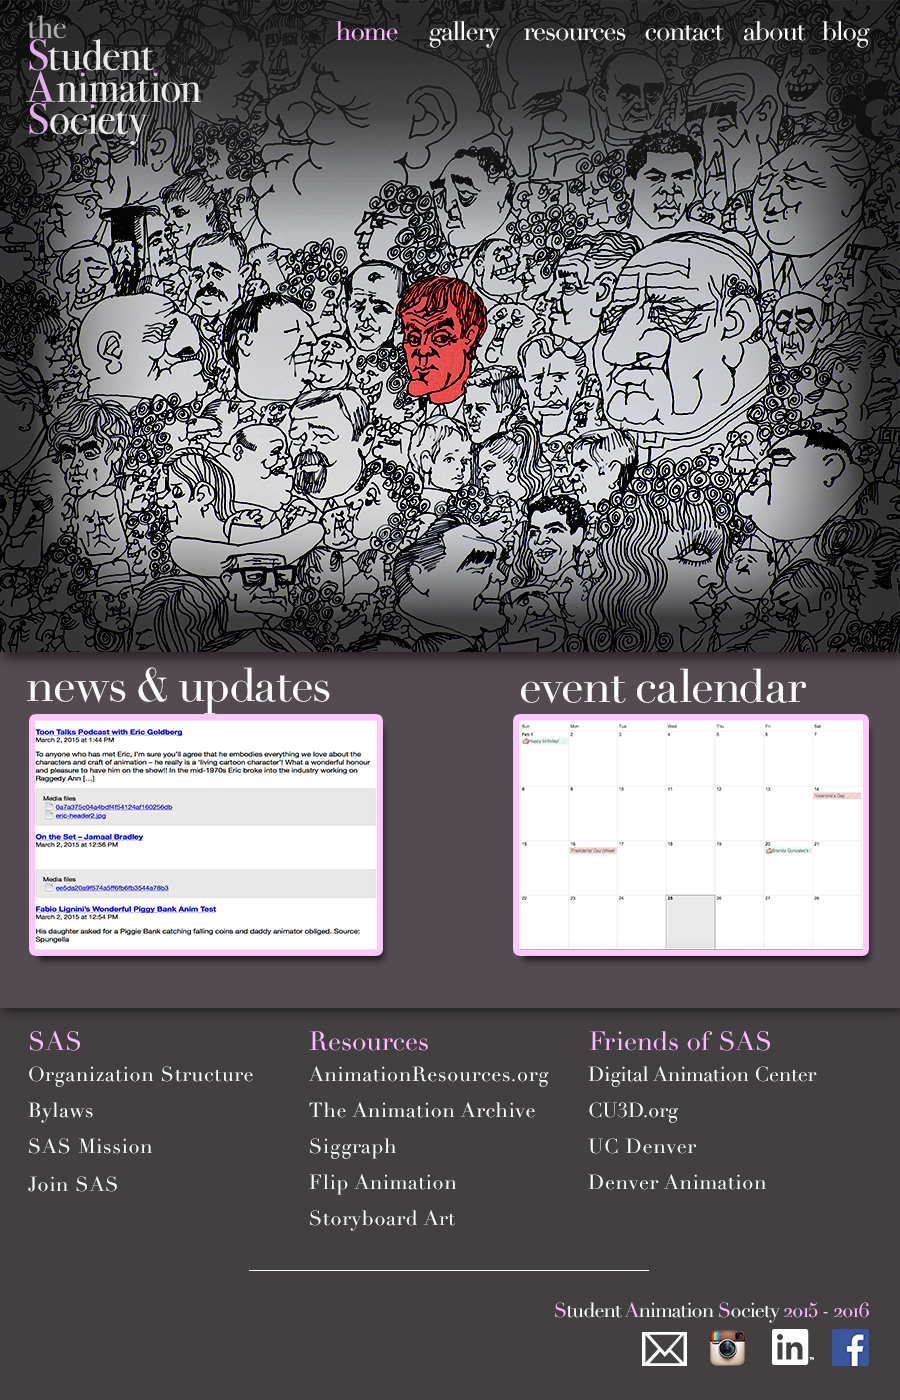 the
Student
Animation
Society
home gallery resources contact about blog
news & updates
Toon Talks Podcast with Eric Goldberg
March 2, 2015 at 1:44 PM
To anyone who has met Eric, I'm sure you'll agree that he embodies everything we love about the
characters and craft of animation – he really is a 'living cartoon character'! What a wonderful honour
and pleasure to have him on the show!! In the mid-1970s Eric broke into the industry working on
Raggedy Ann [...]
Media files
0a7a375c04a4bdf4f54124af160256db
eric-header2.jpg
On the Set – Jamaal Bradley
March 2, 2015 at 12:56 PM
Media files
ee5da20a9f574a5ff6fb6fb3544a78b3
Fabio Lignini's Wonderful Piggy Bank Anim Test
March 2, 2015 at 12:54 PM
His daughter asked for a Piggie Bank catching falling coins and daddy animator obliged. Source:
Spungella
event calendar
Sun Mon Tue Wed Thu Fri Sat
Feb 1 2 3 4 5 6 7
Happy birthday!
8 9 10 11 12 13 14
Valentine's Day
15 16 17 18 19 20 21
Presidents' Day (Wash
Brenda Gonzalez's
22 23 24 25 26 27 28
SAS
Organization Structure
Bylaws
SAS Mission
Join SAS
Resources
AnimationResources.org
The Animation Archive
Siggraph
Flip Animation
Storyboard Art
Friends of SAS
Digital Animation Center
CU3D.org
UC Denver
Denver Animation
Student Animation Society 2015 - 2016
in
f